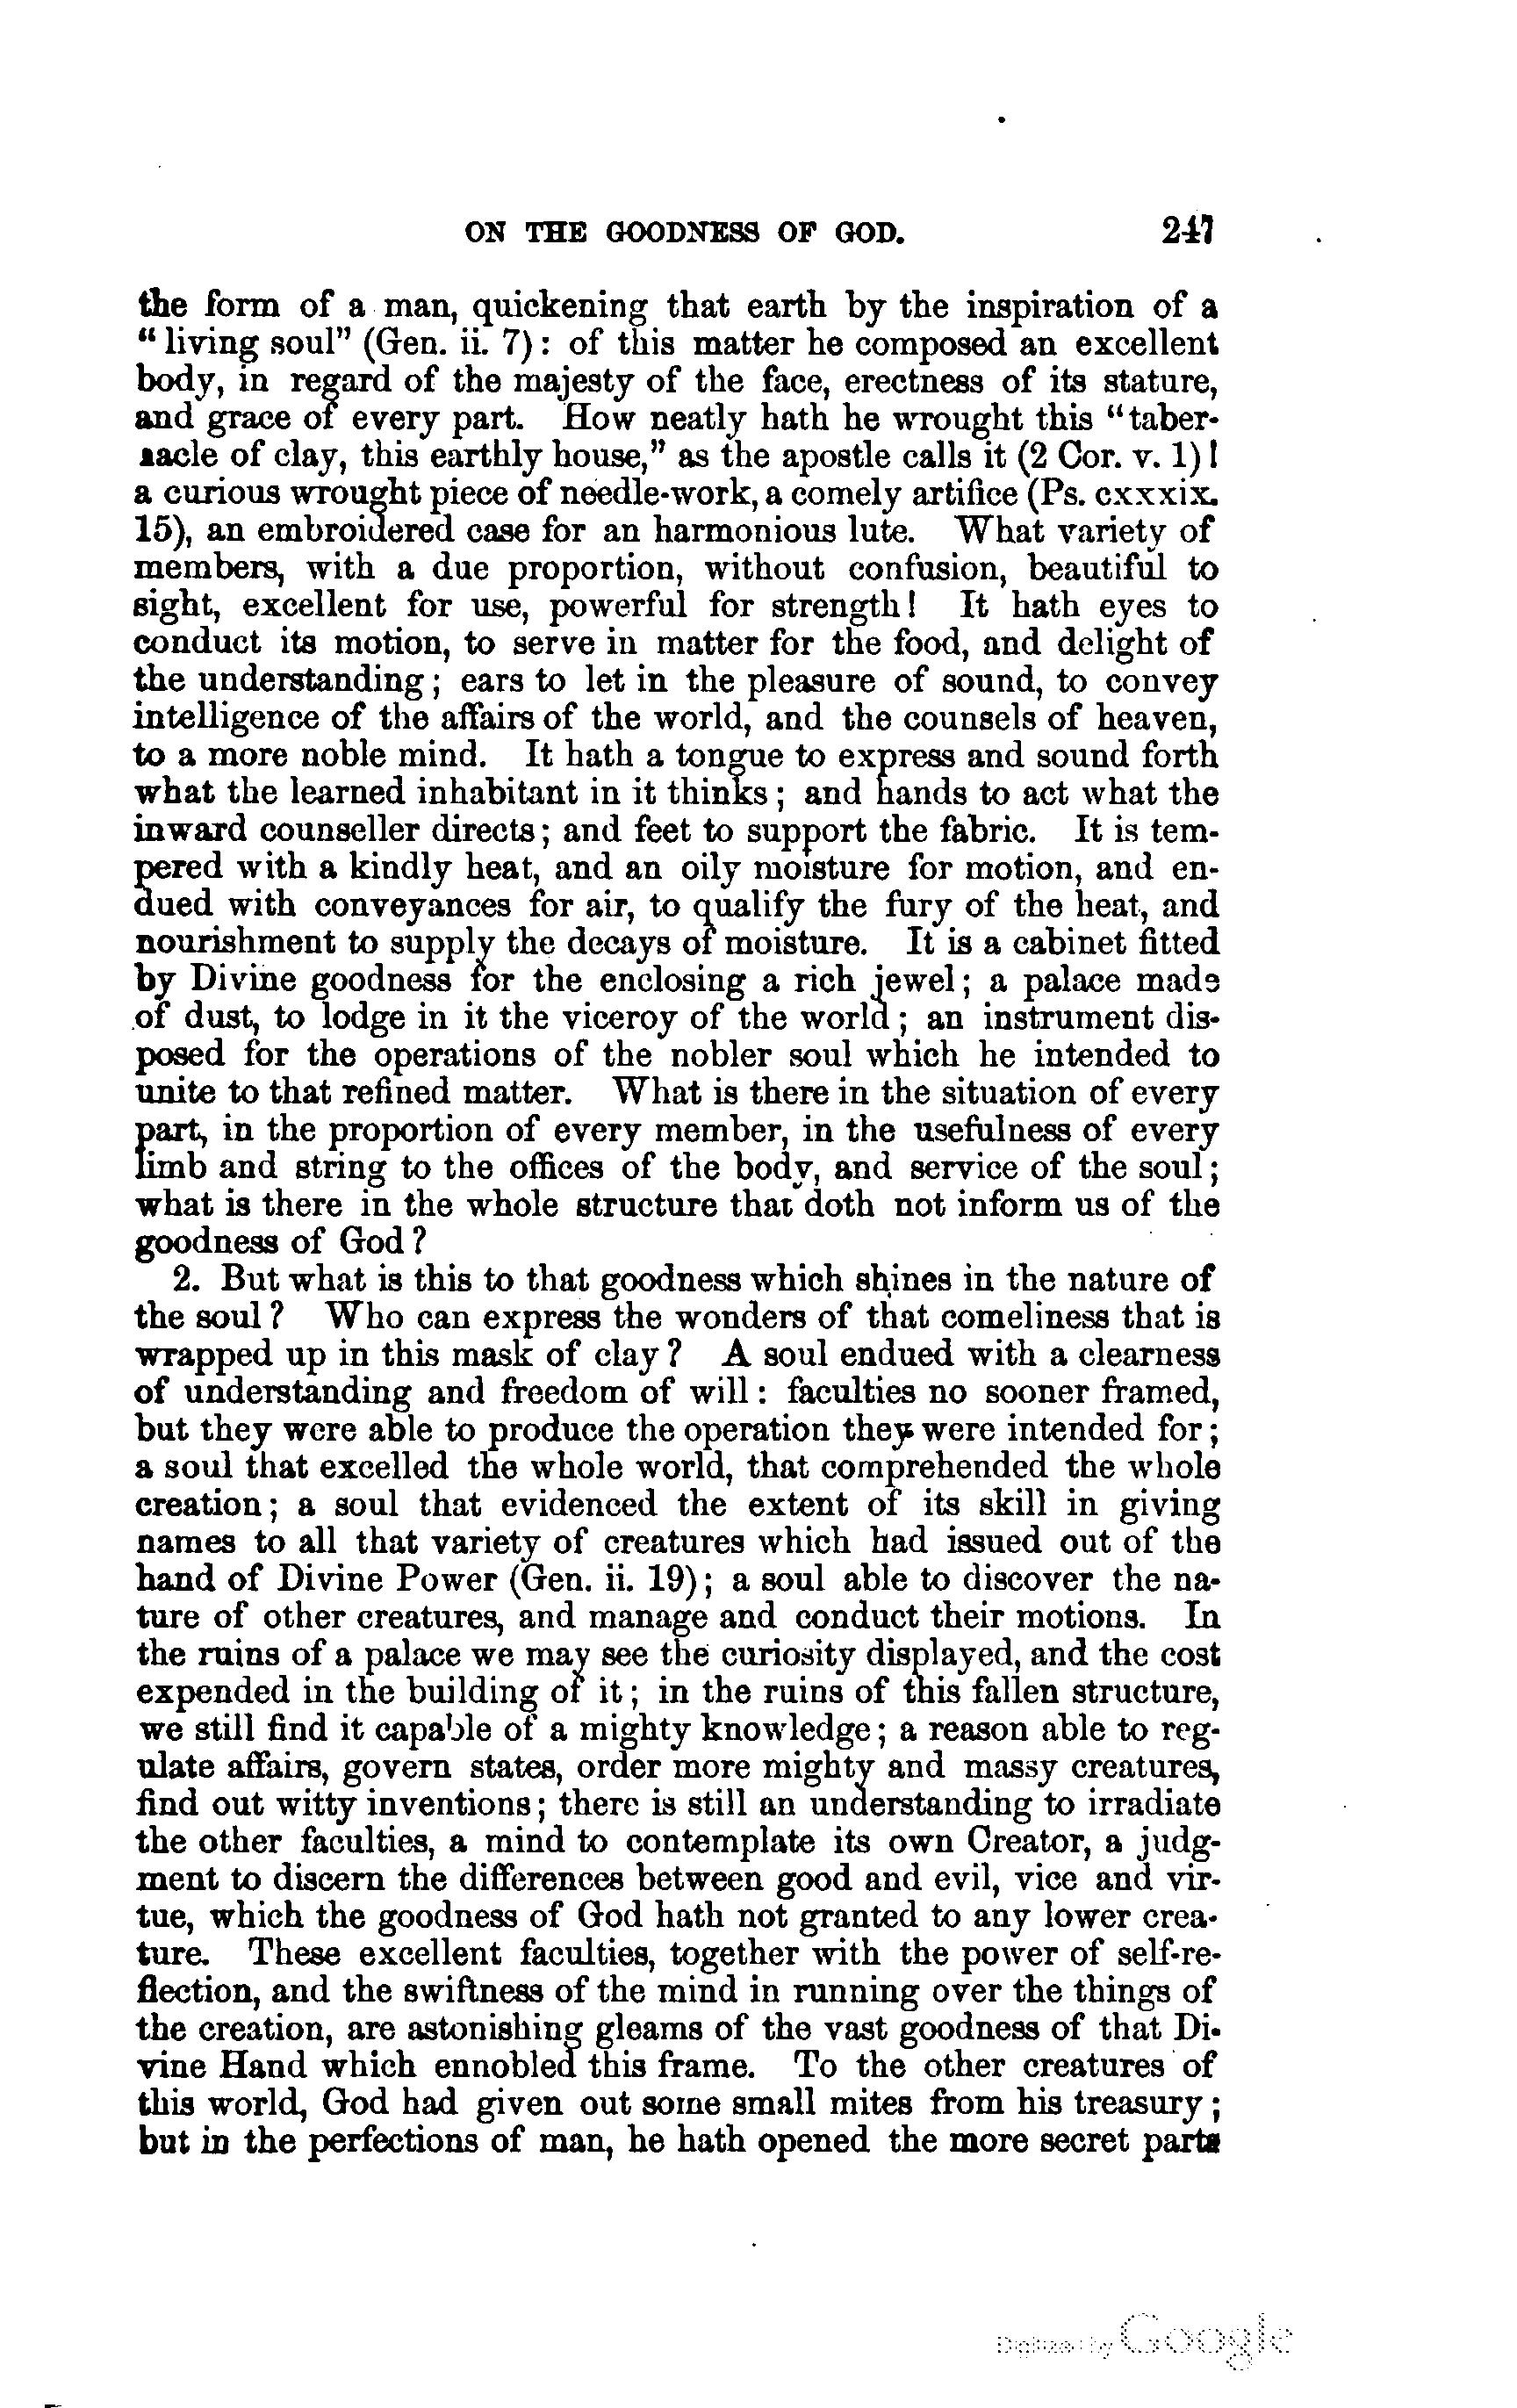 ON THE GOODNESS OF GOD. 247
the form of a man, quickening that earth by the inspiration of a
“living soul” (Gen. ii. 7): of this matter he composed an excellent
body, in regard of the majesty of the face, erectness of its stature,
and grace of every part. How neatly hath he wrought this “taber-
nacle of clay, this earthly house,” as the apostle calls it (2 Cor. v. 1)!
a curious wrought piece of needle-work, a comely artifice (Ps. cxxxix.
15), an embroidered case for an harmonious lute. What variety of
members, with a due proportion, without confusion, beautiful to
sight, excellent for use, powerful for strength! It hath eyes to
conduct its motion, to serve in matter for the food, and delight of
the understanding; ears to let in the pleasure of sound, to convey
intelligence of the affairs of the world, and the counsels of heaven,
to a more noble mind. It hath a tongue to express and sound forth
what the learned inhabitant in it thinks; and hands to act what the
inward counseller directs; and feet to support the fabric. It is tem-
pered with a kindly heat, and an oily moisture for motion, and en-
dued with conveyances for air, to qualify the fury of the heat, and
nourishment to supply the decays of moisture. It is a cabinet fitted
by Divine goodness for the enclosing a rich jewel; a palace made
of dust, to lodge in it the viceroy of the world; an instrument dis-
posed for the operations of the nobler soul which he intended to
unite to that refined matter. What is there in the situation of every
part, in the proportion of every member, in the usefulness of every
limb and string to the offices of the body, and service of the soul;
what is there in the whole structure that doth not inform us of the
goodness of God?
2. But what is this to that goodness which shines in the nature of
the soul? Who can express the wonders of that comeliness that is
wrapped up in this mask of clay? A soul endued with a clearness
of understanding and freedom of will: faculties no sooner framed,
but they were able to produce the operation they were intended for;
a soul that excelled the whole world, that comprehended the whole
creation; a soul that evidenced the extent of its skill in giving
names to all that variety of creatures which had issued out of the
hand of Divine Power (Gen. ii. 19); a soul able to discover the na-
ture of other creatures, and manage and conduct their motions. In
the ruins of a palace we may see the curiosity displayed, and the cost
expended in the building of it; in the ruins of this fallen structure,
we still find it capable of a mighty knowledge; a reason able to reg-
ulate affairs, govern states, order more mighty and massy creatures,
find out witty inventions; there is still an understanding to irradiate
the other faculties, a mind to contemplate its own Creator, a judg-
ment to discern the differences between good and evil, vice and vir-
tue, which the goodness of God hath not granted to any lower crea-
ture. These excellent faculties, together with the power of self-re-
flection, and the swiftness of the mind in running over the things of
the creation, are astonishing gleams of the vast goodness of that Di-
vine Hand which ennobled this frame. To the other creatures of
this world, God had given out some small mites from his treasury;
but in the perfections of man, he hath opened the more secret parts
Digitized by Google